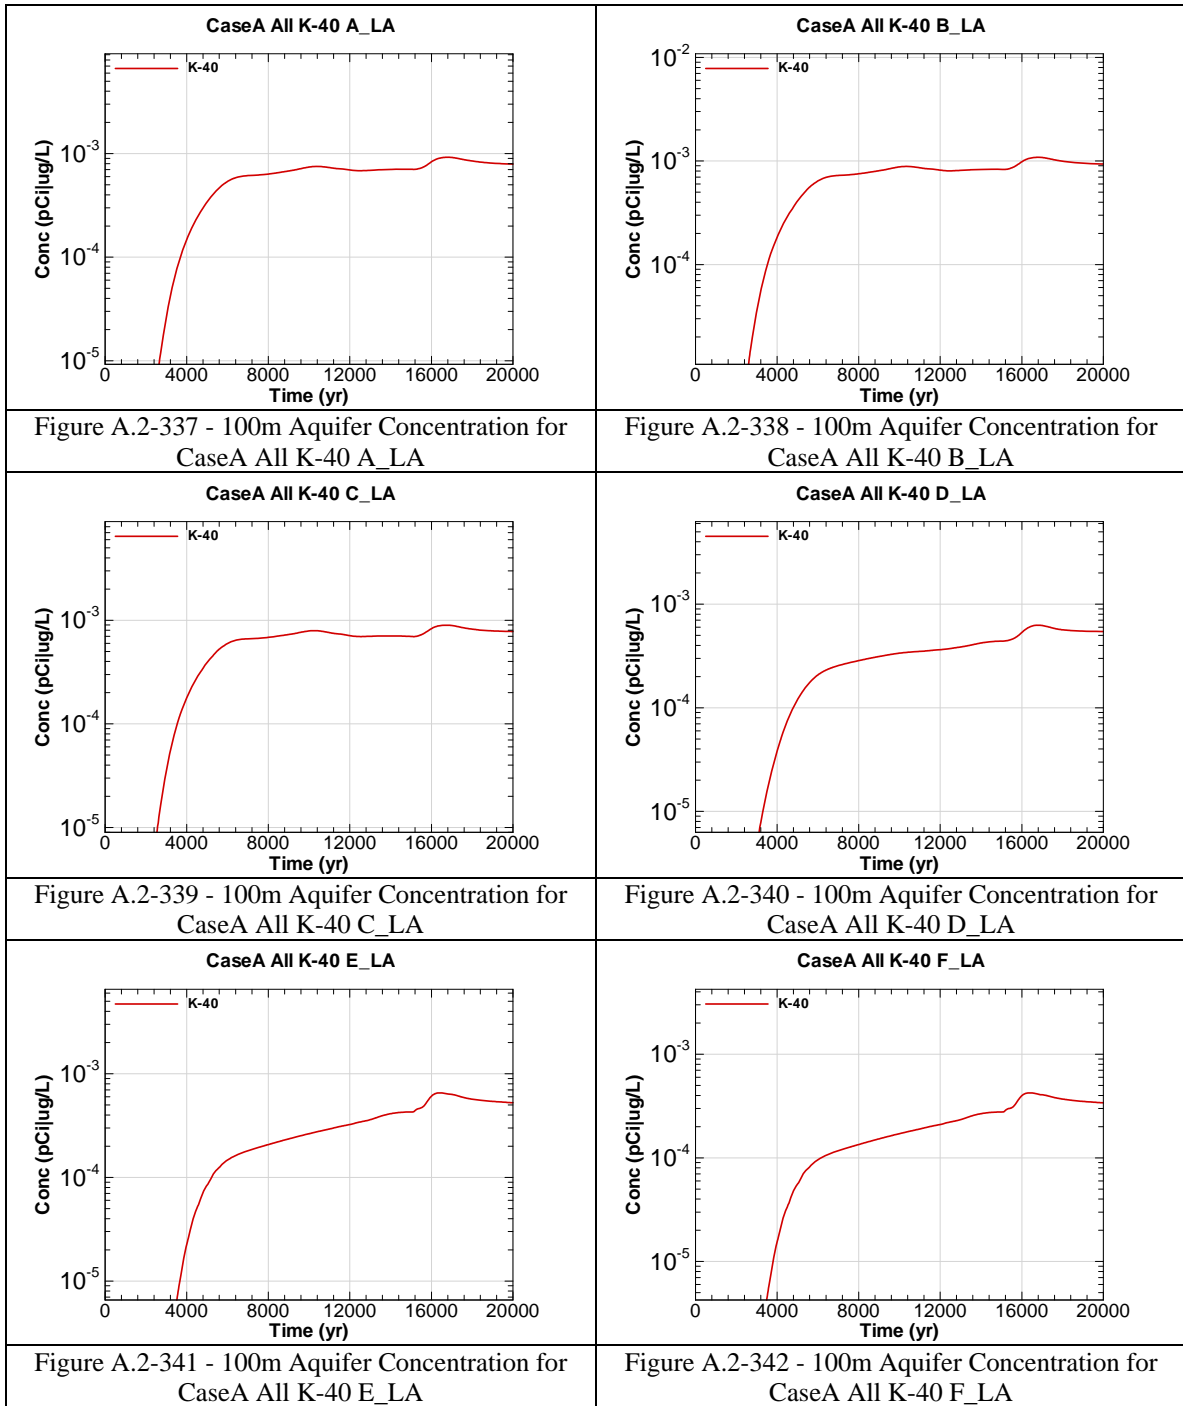 CaseA All K-40 A_LA
K-40
Conc (pCi|ug/L)
10-3
10-4
10-5
0 4000 8000 12000 16000 20000
Time (yr)
Figure A.2-337 - 100m Aquifer Concentration for
CaseA All K-40 A_LA
CaseA All K-40 B_LA
K-40
Conc (pCi|ug/L)
10-2
10-3
10-4
0 4000 8000 12000 16000 20000
Time (yr)
Figure A.2-338 - 100m Aquifer Concentration for
CaseA All K-40 B_LA
CaseA All K-40 C_LA
K-40
Conc (pCi|ug/L)
10-3
10-4
10-5
0 4000 8000 12000 16000 20000
Time (yr)
Figure A.2-339 - 100m Aquifer Concentration for
CaseA All K-40 C_LA
CaseA All K-40 D_LA
K-40
Conc (pCi|ug/L)
10-3
10-4
10-5
0 4000 8000 12000 16000 20000
Time (yr)
Figure A.2-340 - 100m Aquifer Concentration for
CaseA All K-40 D_LA
CaseA All K-40 E_LA
K-40
Conc (pCi|ug/L)
10-3
10-4
10-5
0 4000 8000 12000 16000 20000
Time (yr)
Figure A.2-341 - 100m Aquifer Concentration for
CaseA All K-40 E_LA
CaseA All K-40 F_LA
K-40
Conc (pCi|ug/L)
10-3
10-4
10-5
0 4000 8000 12000 16000 20000
Time (yr)
Figure A.2-342 - 100m Aquifer Concentration for
CaseA All K-40 F_LA